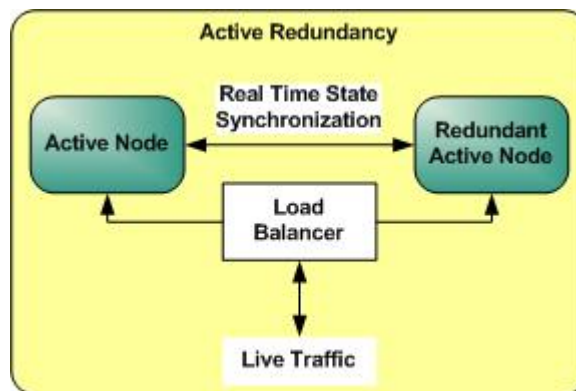 Active Redundancy
Real Time State
Synchronization
Active Node
Redundant
Active Node
Load
Balancer
Live Traffic